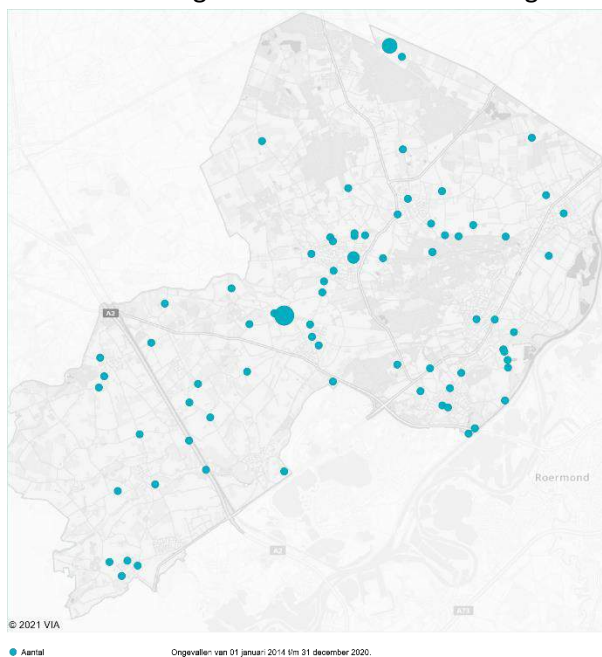 A2
Roermond
A2
A73
© 2021 VIA
Aantal
Ongevallen van 01 januari 2014 t/m 31 december 2020.